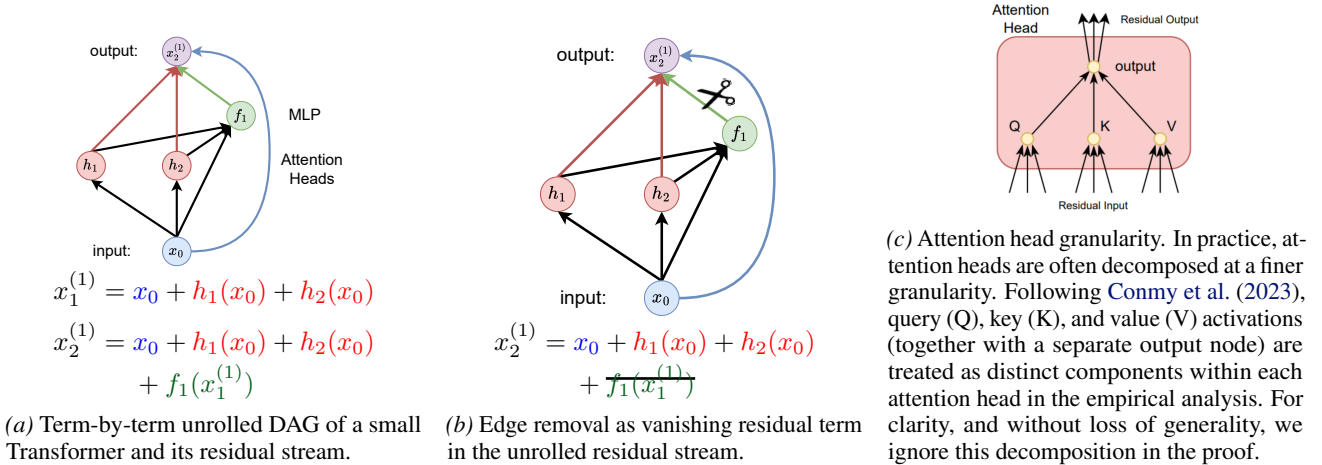 output:
x_2^{(1)}
f_1
MLP
h_1
h_2
Attention
Heads
input:
x_0
x_1^{(1)} = x_0 + h_1(x_0) + h_2(x_0)
x_2^{(1)} = x_0 + h_1(x_0) + h_2(x_0)
+ f_1(x_1^{(1)})
(a) Term-by-term unrolled DAG of a small
Transformer and its residual stream.
output:
x_2^{(1)}
f_1
h_1
h_2
input:
x_0
x_2^{(1)} = x_0 + h_1(x_0) + h_2(x_0)
+ f_1(x_1^{(1)})
(b) Edge removal as vanishing residual term
in the unrolled residual stream.
Attention
Head
Residual Output
output
Q
K
V
Residual Input
(c) Attention head granularity. In practice, at-
tention heads are often decomposed at a finer
granularity. Following Conmy et al. (2023),
query (Q), key (K), and value (V) activations
(together with a separate output node) are
treated as distinct components within each
attention head in the empirical analysis. For
clarity, and without loss of generality, we
ignore this decomposition in the proof.